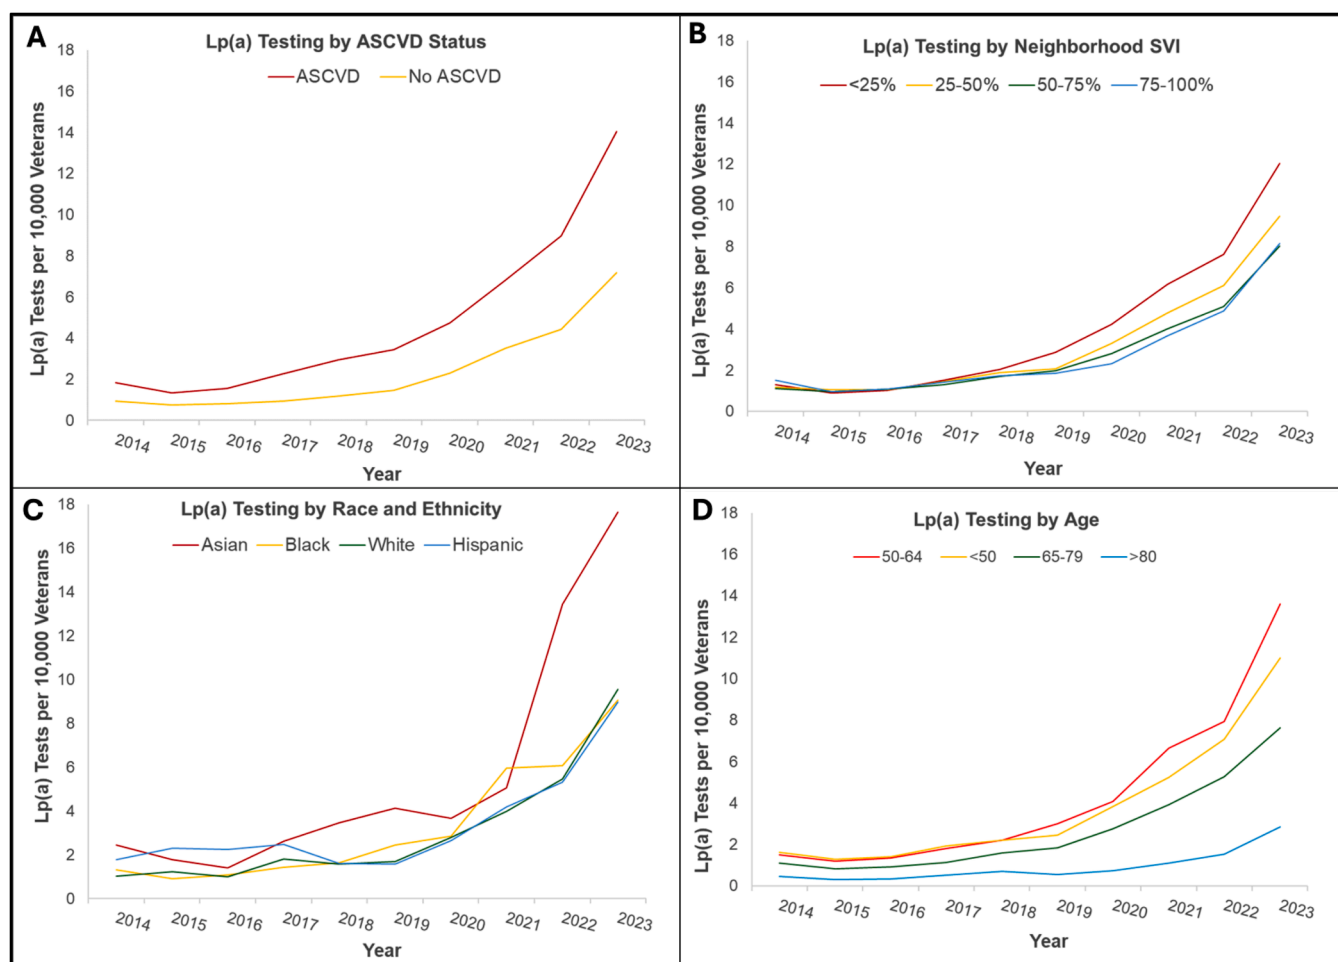 A
Lp(a) Testing by ASCVD Status
ASCVD No ASCVD
Lp(a) Tests per 10,000 Veterans
18
16
14
12
10
8
6
4
2
0
2014 2015 2016 2017 2018 2019 2020 2021 2022 2023
Year
B
Lp(a) Testing by Neighborhood SVI
<25% 25-50% 50-75% 75-100%
Lp(a) Tests per 10,000 Veterans
18
16
14
12
10
8
6
4
2
0
2014 2015 2016 2017 2018 2019 2020 2021 2022 2023
Year
C
Lp(a) Testing by Race and Ethnicity
Asian Black White Hispanic
Lp(a) Tests per 10,000 Veterans
18
16
14
12
10
8
6
4
2
0
2014 2015 2016 2017 2018 2019 2020 2021 2022 2023
Year
D
Lp(a) Testing by Age
50-64 <50 65-79 >80
Lp(a) Tests per 10,000 Veterans
18
16
14
12
10
8
6
4
2
0
2014 2015 2016 2017 2018 2019 2020 2021 2022 2023
Year